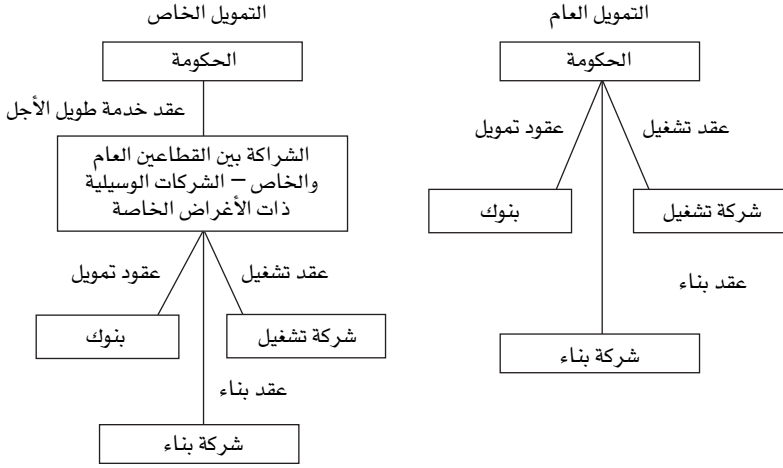 التمويل العام
الحكومة
عقد تشغيل
عقود تمويل
شركة تشغيل
بنوك
عقد بناء
شركة بناء
التمويل الخاص
الحكومة
عقد خدمة طويل الأجل
الشراكة بين القطاعين العام
والخاص – الشركات الوسيلية
ذات الأغراض الخاصة
عقد تشغيل
عقود تمويل
شركة تشغيل
بنوك
عقد بناء
شركة بناء